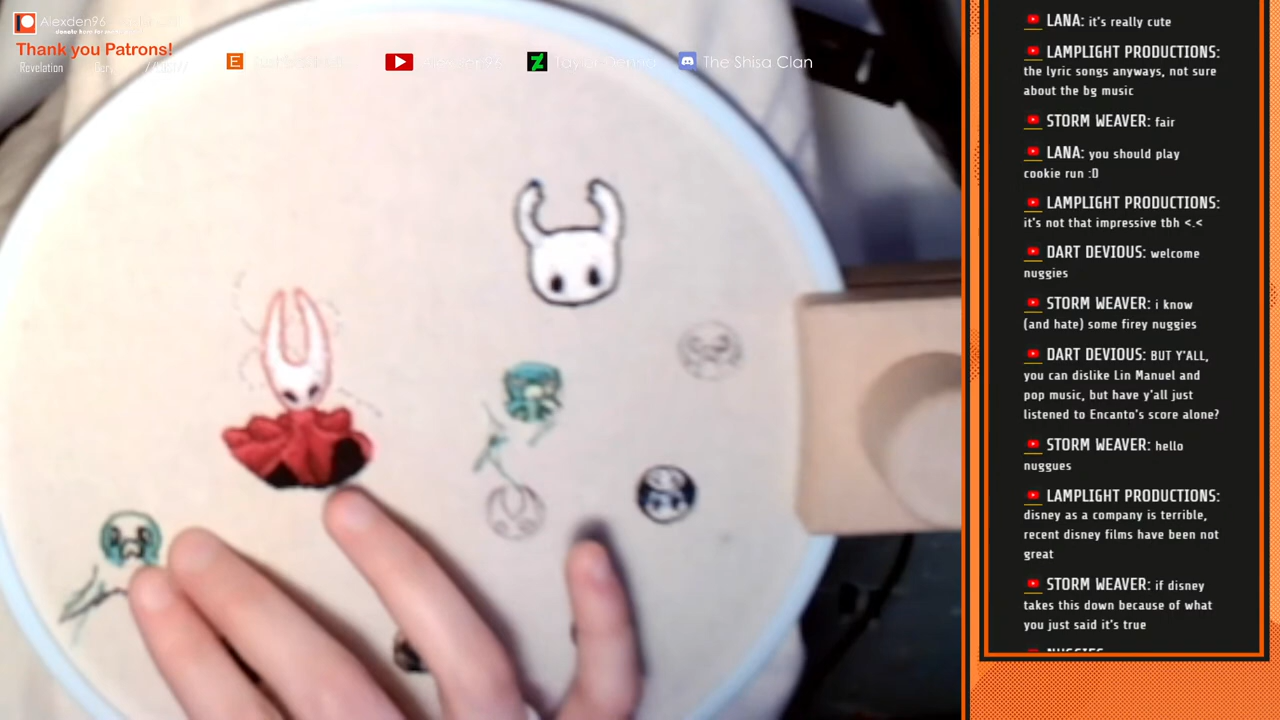 Alexden96
Thank you Patrons!
Revelation
The Shisa Clan
LANA: it's really cute
LAMPLIGHT PRODUCTIONS:
the lyric songs anyways, not sure
about the bg music
STORM WEAVER: fair
LANA: you should play
cookie run :D
LAMPLIGHT PRODUCTIONS:
it's not that impressive tbh <.<
DART DEVIOUS: welcome
nuggies
STORM WEAVER: i know
(and hate) some firey nuggies
DART DEVIOUS: BUT Y'ALL,
you can dislike Lin Manuel and
pop music, but have y'all just
listened to Encanto's score alone?
STORM WEAVER: hello
nuggues
LAMPLIGHT PRODUCTIONS:
disney as a company is terrible,
recent disney films have been not
great
STORM WEAVER: if disney
takes this down because of what
you just said it's true